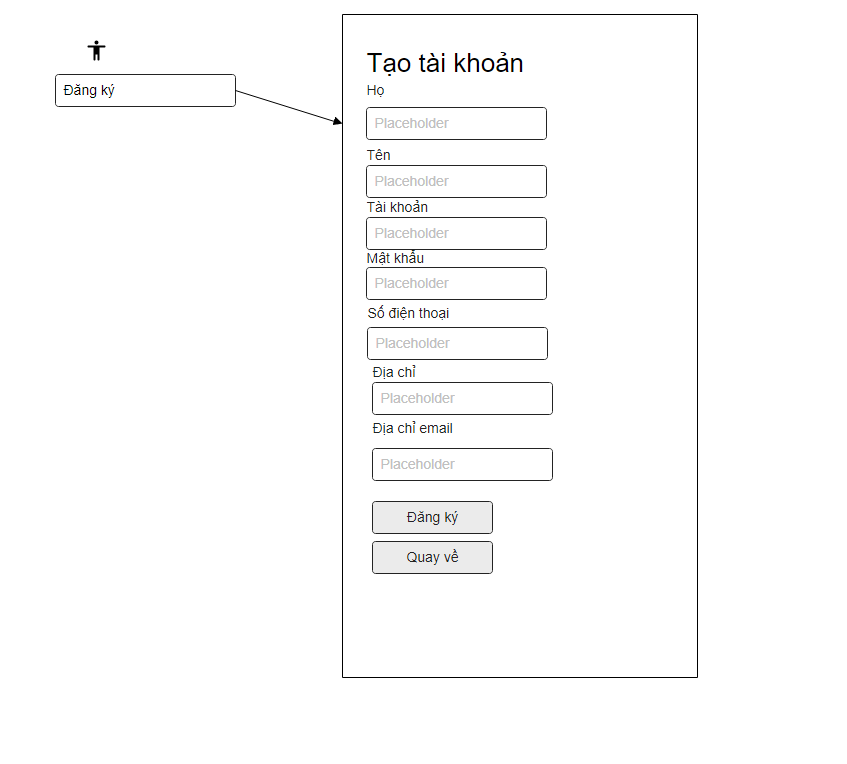 Đăng ký
Tạo tài khoản
Họ
Placeholder
Tên
Placeholder
Tài khoản
Placeholder
Mật khẩu
Placeholder
Số điện thoại
Placeholder
Địa chỉ
Placeholder
Địa chỉ email
Placeholder
Đăng ký
Quay về